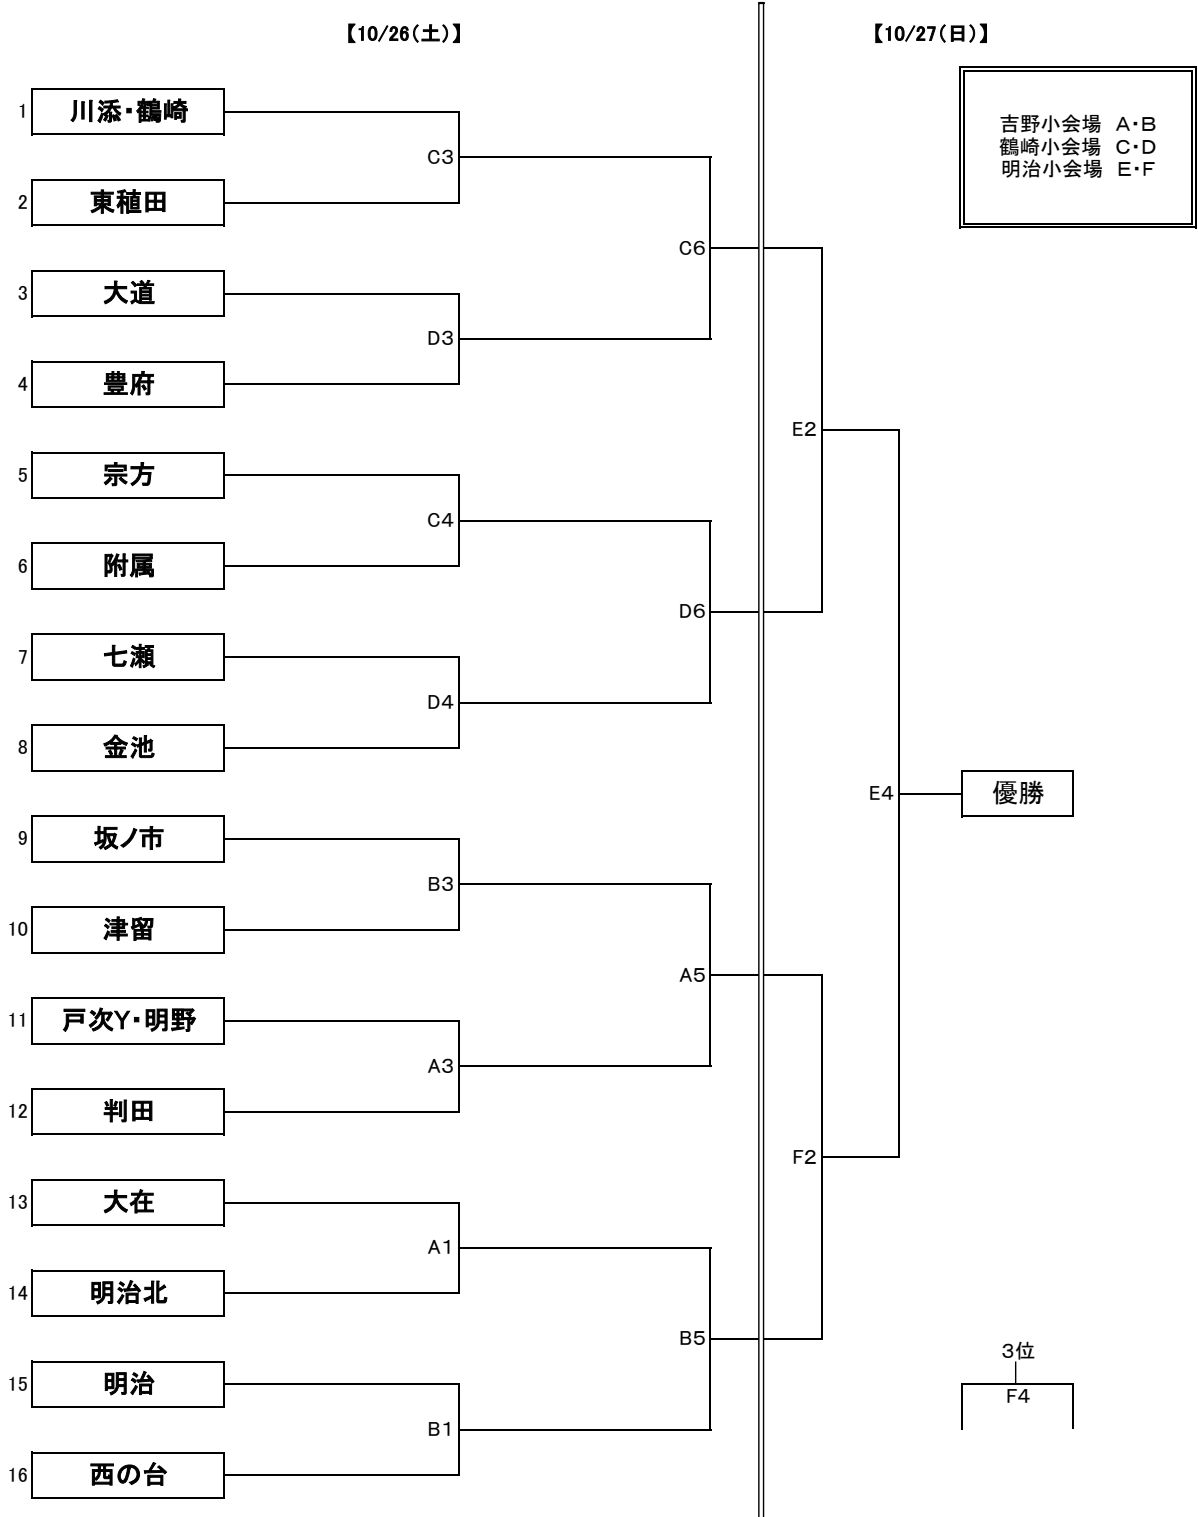 【10/26(土)】
【10/27(日)】
吉野小会場 A・B
鶴崎小会場 C・D
明治小会場 E・F
1 川添・鶴崎
C3
2 東稙田
C6
3 大道
D3
4 豊府
E2
5 宗方
C4
6 附属
D6
7 七瀬
D4
8 金池
E4 優勝
9 坂ノ市
B3
10 津留
A5
11 戸次Y・明野
A3
12 判田
F2
13 大在
A1
14 明治北
B5
3位
15 明治
F4
B1
16 西の台